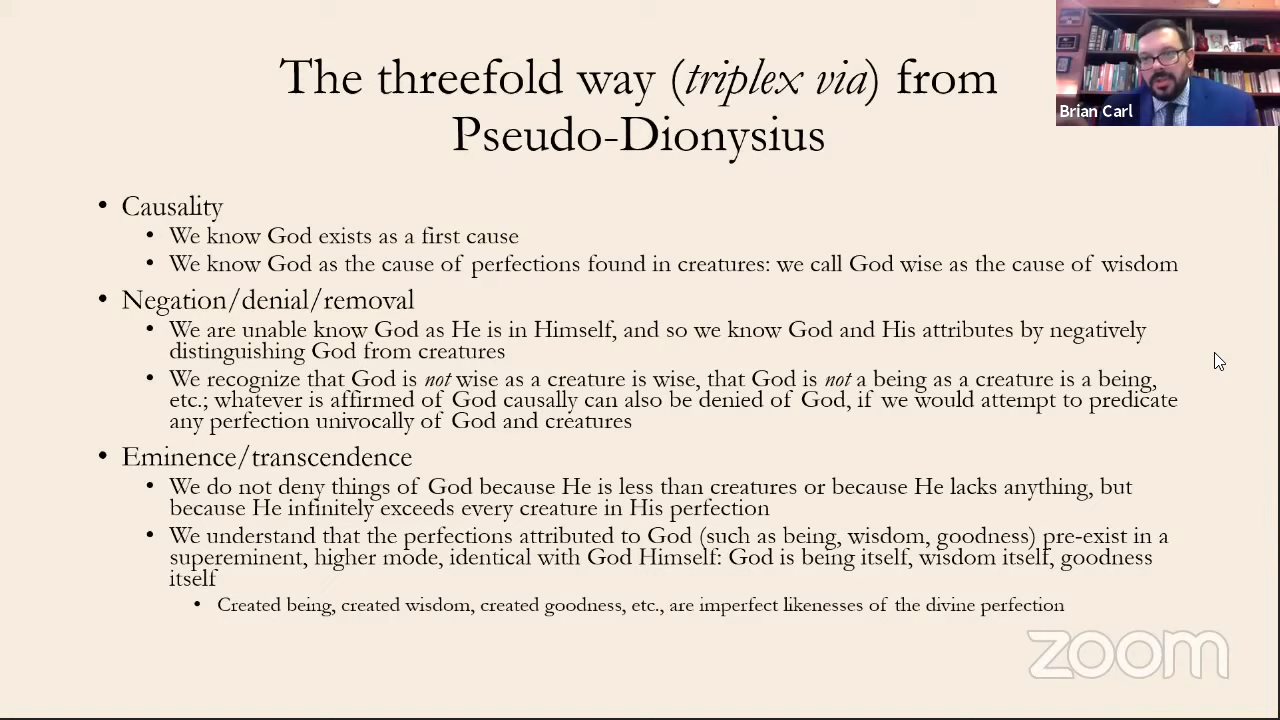 The threefold way (triplex via) from
Pseudo-Dionysius
Brian Carl
• Causality
• We know God exists as a first cause
• We know God as the cause of perfections found in creatures: we call God wise as the cause of wisdom
• Negation/denial/removal
• We are unable know God as He is in Himself, and so we know God and His attributes by negatively
distinguishing God from creatures
• We recognize that God is not wise as a creature is wise, that God is not a being as a creature is a being,
etc.; whatever is affirmed of God causally can also be denied of God, if we would attempt to predicate
any perfection univocally of God and creatures
• Eminence/transcendence
• We do not deny things of God because He is less than creatures or because He lacks anything, but
because He infinitely exceeds every creature in His perfection
• We understand that the perfections attributed to God (such as being, wisdom, goodness) pre-exist in a
supereminent, higher mode, identical with God Himself: God is being itself, wisdom itself, goodness
itself
• Created being, created wisdom, created goodness, etc., are imperfect likenesses of the divine perfection
zoom